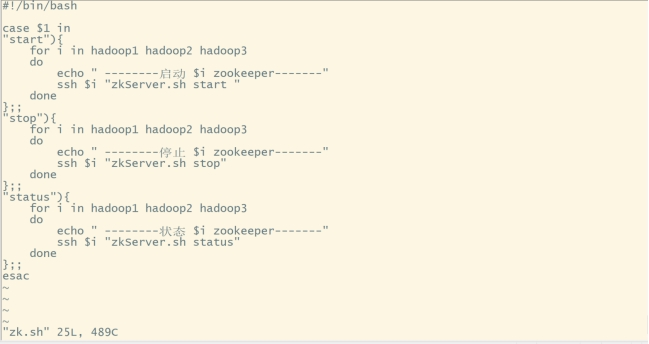 #!/bin/bash

case $1 in
"start"){
    for i in hadoop1 hadoop2 hadoop3
    do
        echo " --------启动 $i zookeeper-------"
        ssh $i "zkServer.sh start "
    done
};;
"stop"){
    for i in hadoop1 hadoop2 hadoop3
    do
        echo " --------停止 $i zookeeper-------"
        ssh $i "zkServer.sh stop"
    done
};;
"status"){
    for i in hadoop1 hadoop2 hadoop3
    do
        echo " --------状态 $i zookeeper-------"
        ssh $i "zkServer.sh status"
    done
};;
esac
~
~
~
~
"zk.sh" 25L, 489C